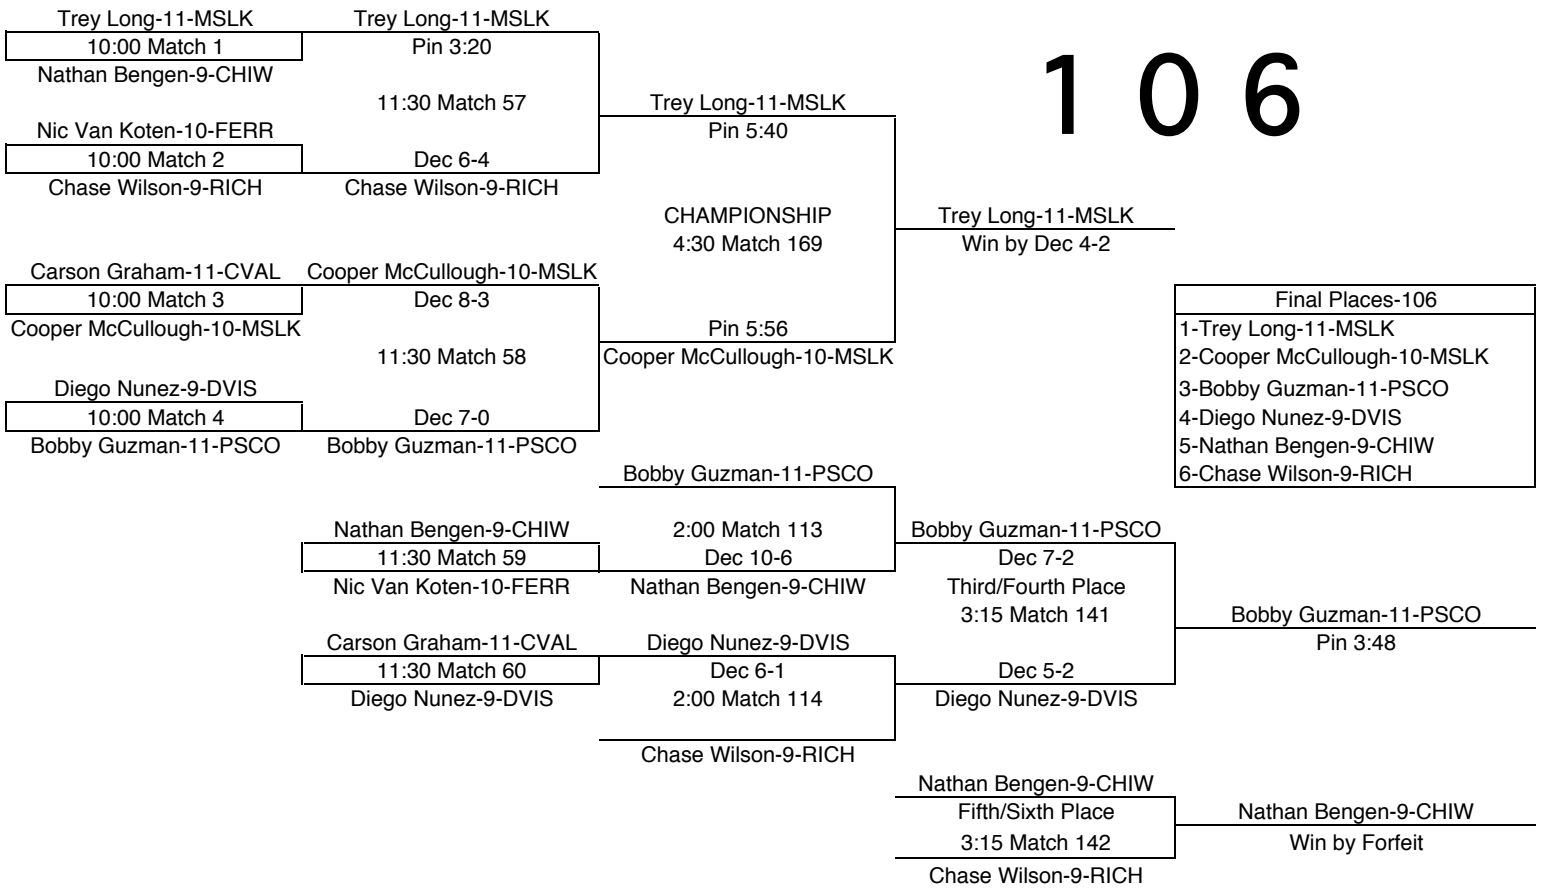 Trey Long-11-MSLK
10:00 Match 1
Nathan Bengen-9-CHIW
Nic Van Koten-10-FERR
10:00 Match 2
Chase Wilson-9-RICH
Carson Graham-11-CVAL
10:00 Match 3
Cooper McCullough-10-MSLK
Diego Nunez-9-DVIS
10:00 Match 4
Bobby Guzman-11-PSCO
Trey Long-11-MSLK
Pin 3:20
11:30 Match 57
Dec 6-4
Chase Wilson-9-RICH
Cooper McCullough-10-MSLK
Dec 8-3
11:30 Match 58
Dec 7-0
Bobby Guzman-11-PSCO
Trey Long-11-MSLK
Pin 5:40
CHAMPIONSHIP
4:30 Match 169
Pin 5:56
Cooper McCullough-10-MSLK
106
Trey Long-11-MSLK
Win by Dec 4-2
Final Places-106
1-Trey Long-11-MSLK
2-Cooper McCullough-10-MSLK
3-Bobby Guzman-11-PSCO
4-Diego Nunez-9-DVIS
5-Nathan Bengen-9-CHIW
6-Chase Wilson-9-RICH
Nathan Bengen-9-CHIW
11:30 Match 59
Nic Van Koten-10-FERR
Carson Graham-11-CVAL
11:30 Match 60
Diego Nunez-9-DVIS
Bobby Guzman-11-PSCO
2:00 Match 113
Dec 10-6
Nathan Bengen-9-CHIW
Diego Nunez-9-DVIS
Dec 6-1
2:00 Match 114
Chase Wilson-9-RICH
Bobby Guzman-11-PSCO
Dec 7-2
Third/Fourth Place
3:15 Match 141
Dec 5-2
Diego Nunez-9-DVIS
Bobby Guzman-11-PSCO
Pin 3:48
Nathan Bengen-9-CHIW
Fifth/Sixth Place
3:15 Match 142
Chase Wilson-9-RICH
Nathan Bengen-9-CHIW
Win by Forfeit